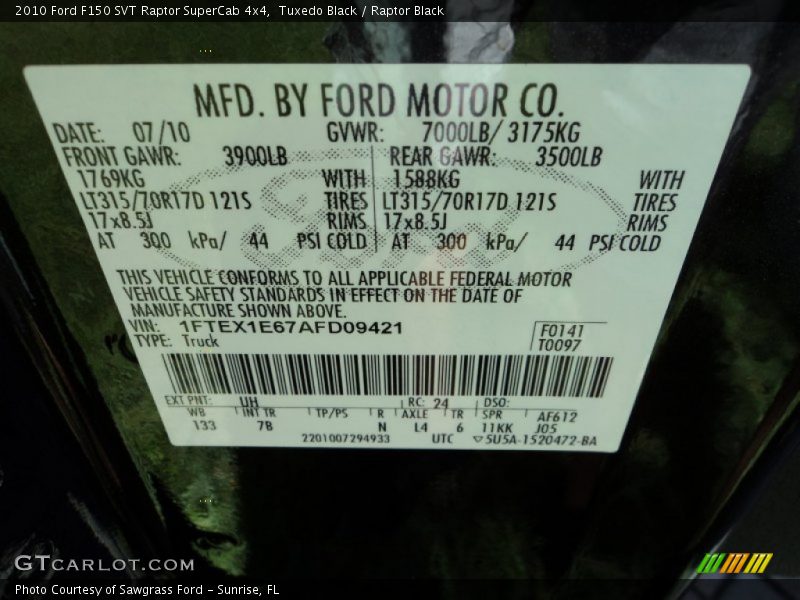 2010 Ford F150 SVT Raptor SuperCab 4x4,  Tuxedo Black / Raptor Black
MFD. BY FORD MOTOR CO.
DATE: 07/10 GVWR: 7000LB/ 3175KG
FRONT GAWR: 3900LB REAR GAWR: 3500LB
1769KG WITH 1588KG WITH
LT315/70R17D 121S TIRES LT315/70R17D 121S TIRES
17x8.5J RIMS 17x8.5J RIMS
AT 300 kPa/ 44 PSI COLD AT 300 kPa/ 44 PSI COLD
THIS VEHICLE CONFORMS TO ALL APPLICABLE FEDERAL MOTOR
VEHICLE SAFETY STANDARDS IN EFFECT ON THE DATE OF
MANUFACTURE SHOWN ABOVE.
VIN: 1FTEX1E67AFD09421 F0141
TYPE: Truck T0097
EXT PNT: UH RC: 24 DSO:
WB INT TR TP/PS R AXLE TR SPR AF612
133 7B N L4 6 11KK J05
2201007294933 UTC ▽5U5A-1520472-BA
GTCARLOT.COM
Photo Courtesy of Sawgrass Ford - Sunrise, FL